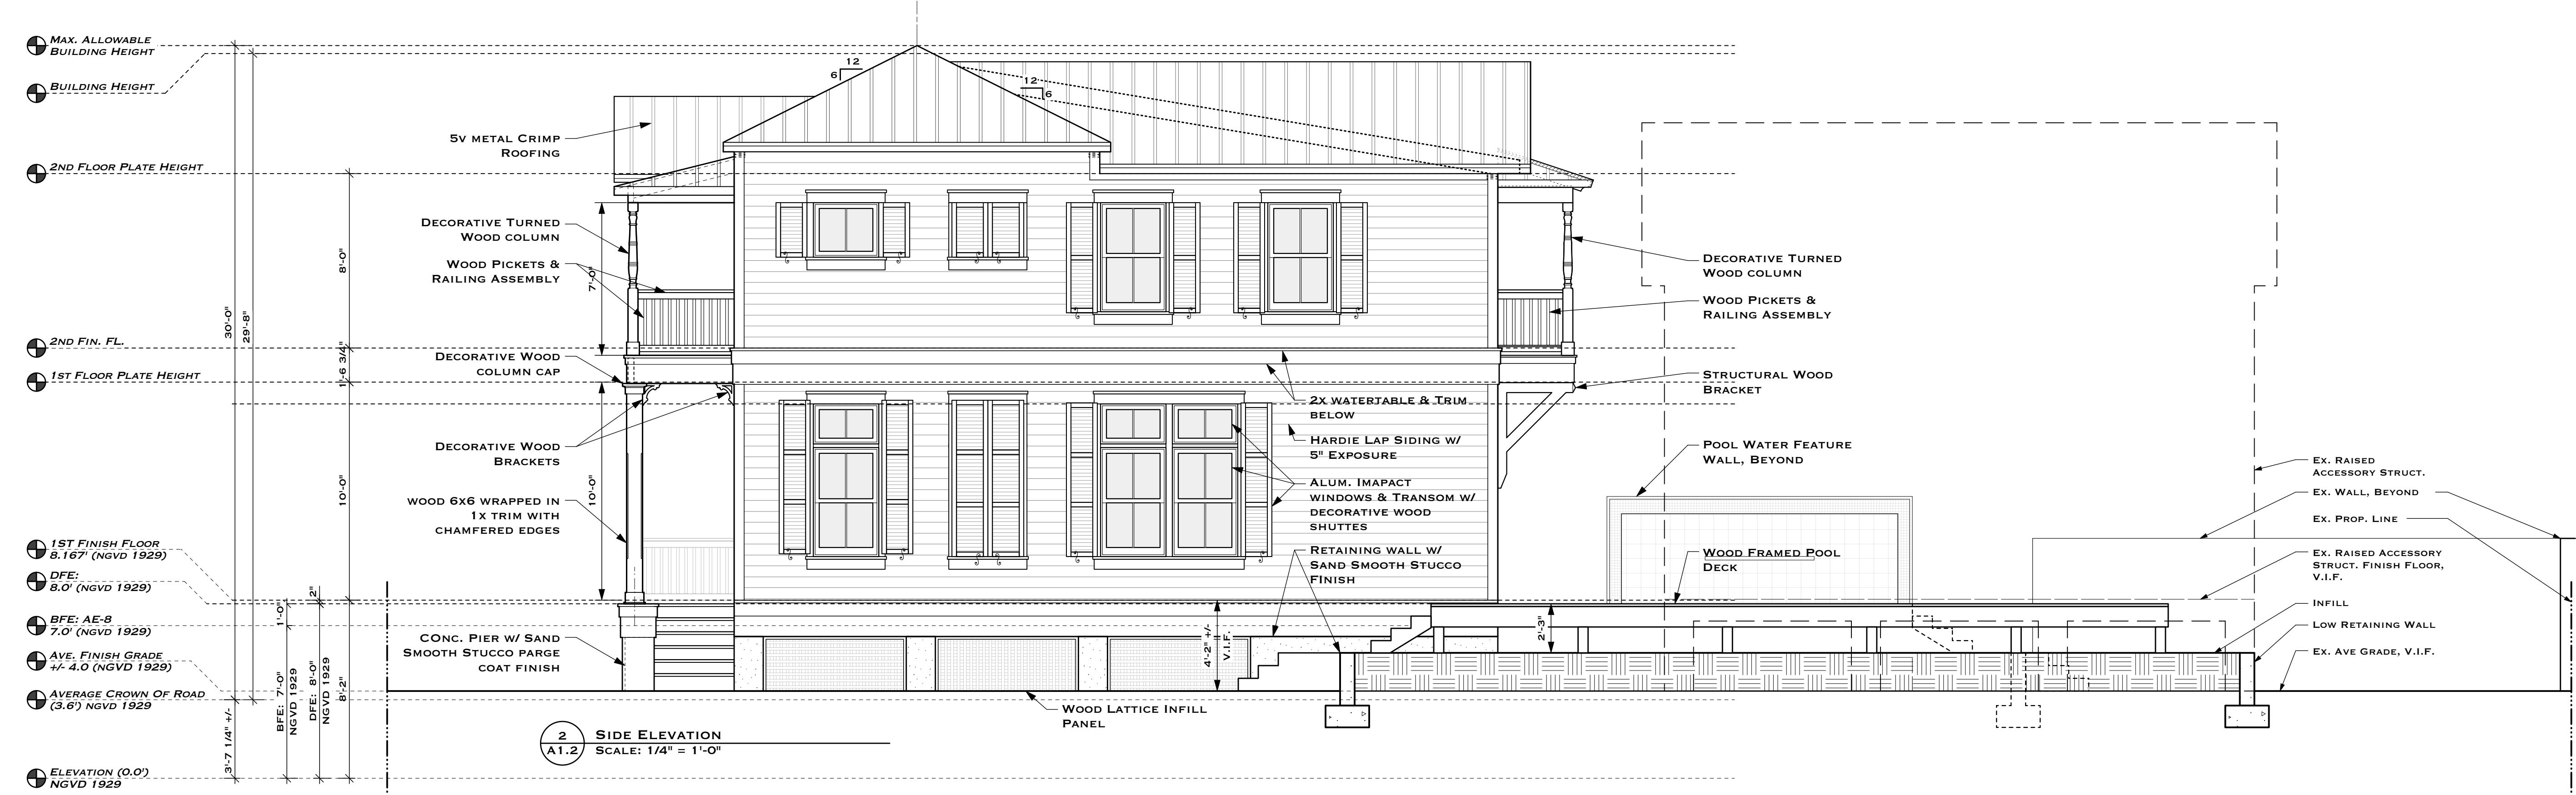 Max. Allowable
Building Height
Building Height
2nd Floor Plate Height
2nd Fin. Fl.
1st Floor Plate Height
1st Finish Floor
8.167' (NGVD 1929)
DFE:
8.0' (NGVD 1929)
BFE: AE-8
7.0' (NGVD 1929)
Ave. Finish Grade
+/- 4.0 (NGVD 1929)
Average Crown Of Road
(3.6') NGVD 1929
Elevation (0.0')
NGVD 1929
30'-0"
29'-8"
3'-7 1/4" +/-
1'-0"
BFE: 7'-0"
NGVD 1929
2"
DFE: 8'-0"
NGVD 1929
8'-0"
1'-6 3/4"
10'-0"
8'-2"
5v metal Crimp
Roofing
Decorative Turned
Wood column
Wood Pickets &
Railing Assembly
7'-0"
Decorative Wood
column cap
Decorative Wood
Brackets
wood 6x6 wrapped in
1x trim with
chamfered edges
10'-0"
COnc. Pier w/ Sand
Smooth Stucco parge
coat finish
12
6
12
6
2x watertable & Trim
below
Hardie Lap Siding w/
5" Exposure
Alum. Imapact
windows & Transom w/
decorative wood
shuttes
Retaining wall w/
Sand Smooth Stucco
FInish
4'-2" +/-
V.I.F.
2'-3"
Wood Lattice Infill
Panel
Decorative Turned
Wood column
Wood Pickets &
Railing Assembly
Structural Wood
Bracket
Pool Water Feature
Wall, Beyond
Wood Framed Pool
Deck
Ex. Raised
Accessory Struct.
Ex. Wall, Beyond
Ex. Prop. Line
Ex. Raised Accessory
Struct. Finish Floor,
V.I.F.
Infill
Low Retaining Wall
Ex. Ave Grade, V.I.F.
2
A1.2
Side Elevation
Scale: 1/4" = 1'-0"